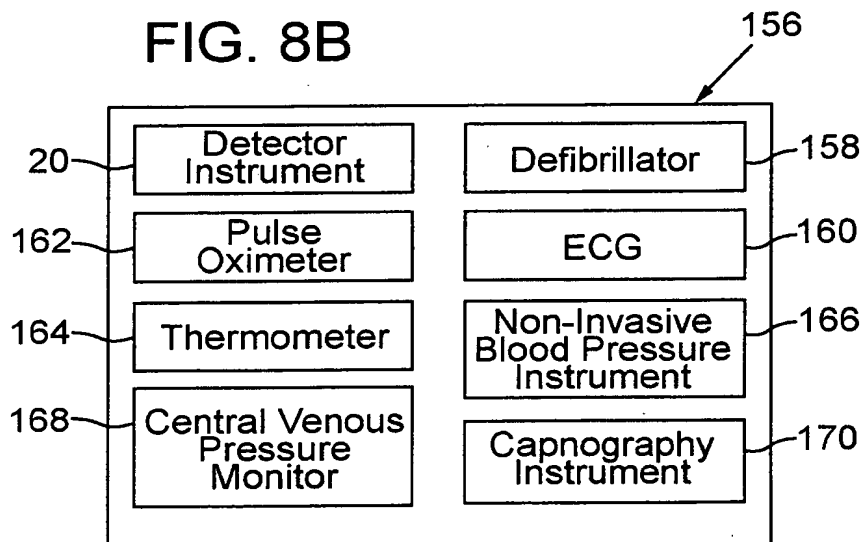 FIG. 8B
156
20
Detector
Instrument
Defibrillator
158
162
Pulse
Oximeter
ECG
160
164
Thermometer
Non-Invasive
Blood Pressure
Instrument
166
168
Central Venous
Pressure
Monitor
Capnography
Instrument
170